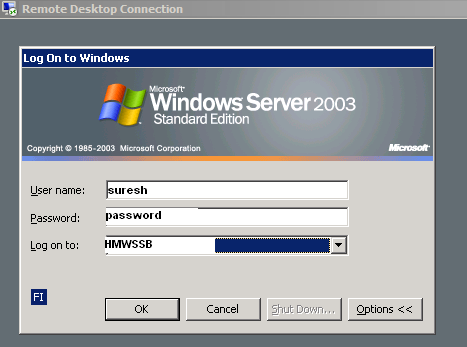 Remote Desktop Connection
Log On to Windows
Microsoft
Windows Server 2003
Standard Edition
Copyright © 1985-2003 Microsoft Corporation Microsoft
User name: suresh
Password: password
Log on to: HMWSSB
FI
OK Cancel Shut Down... Options <<